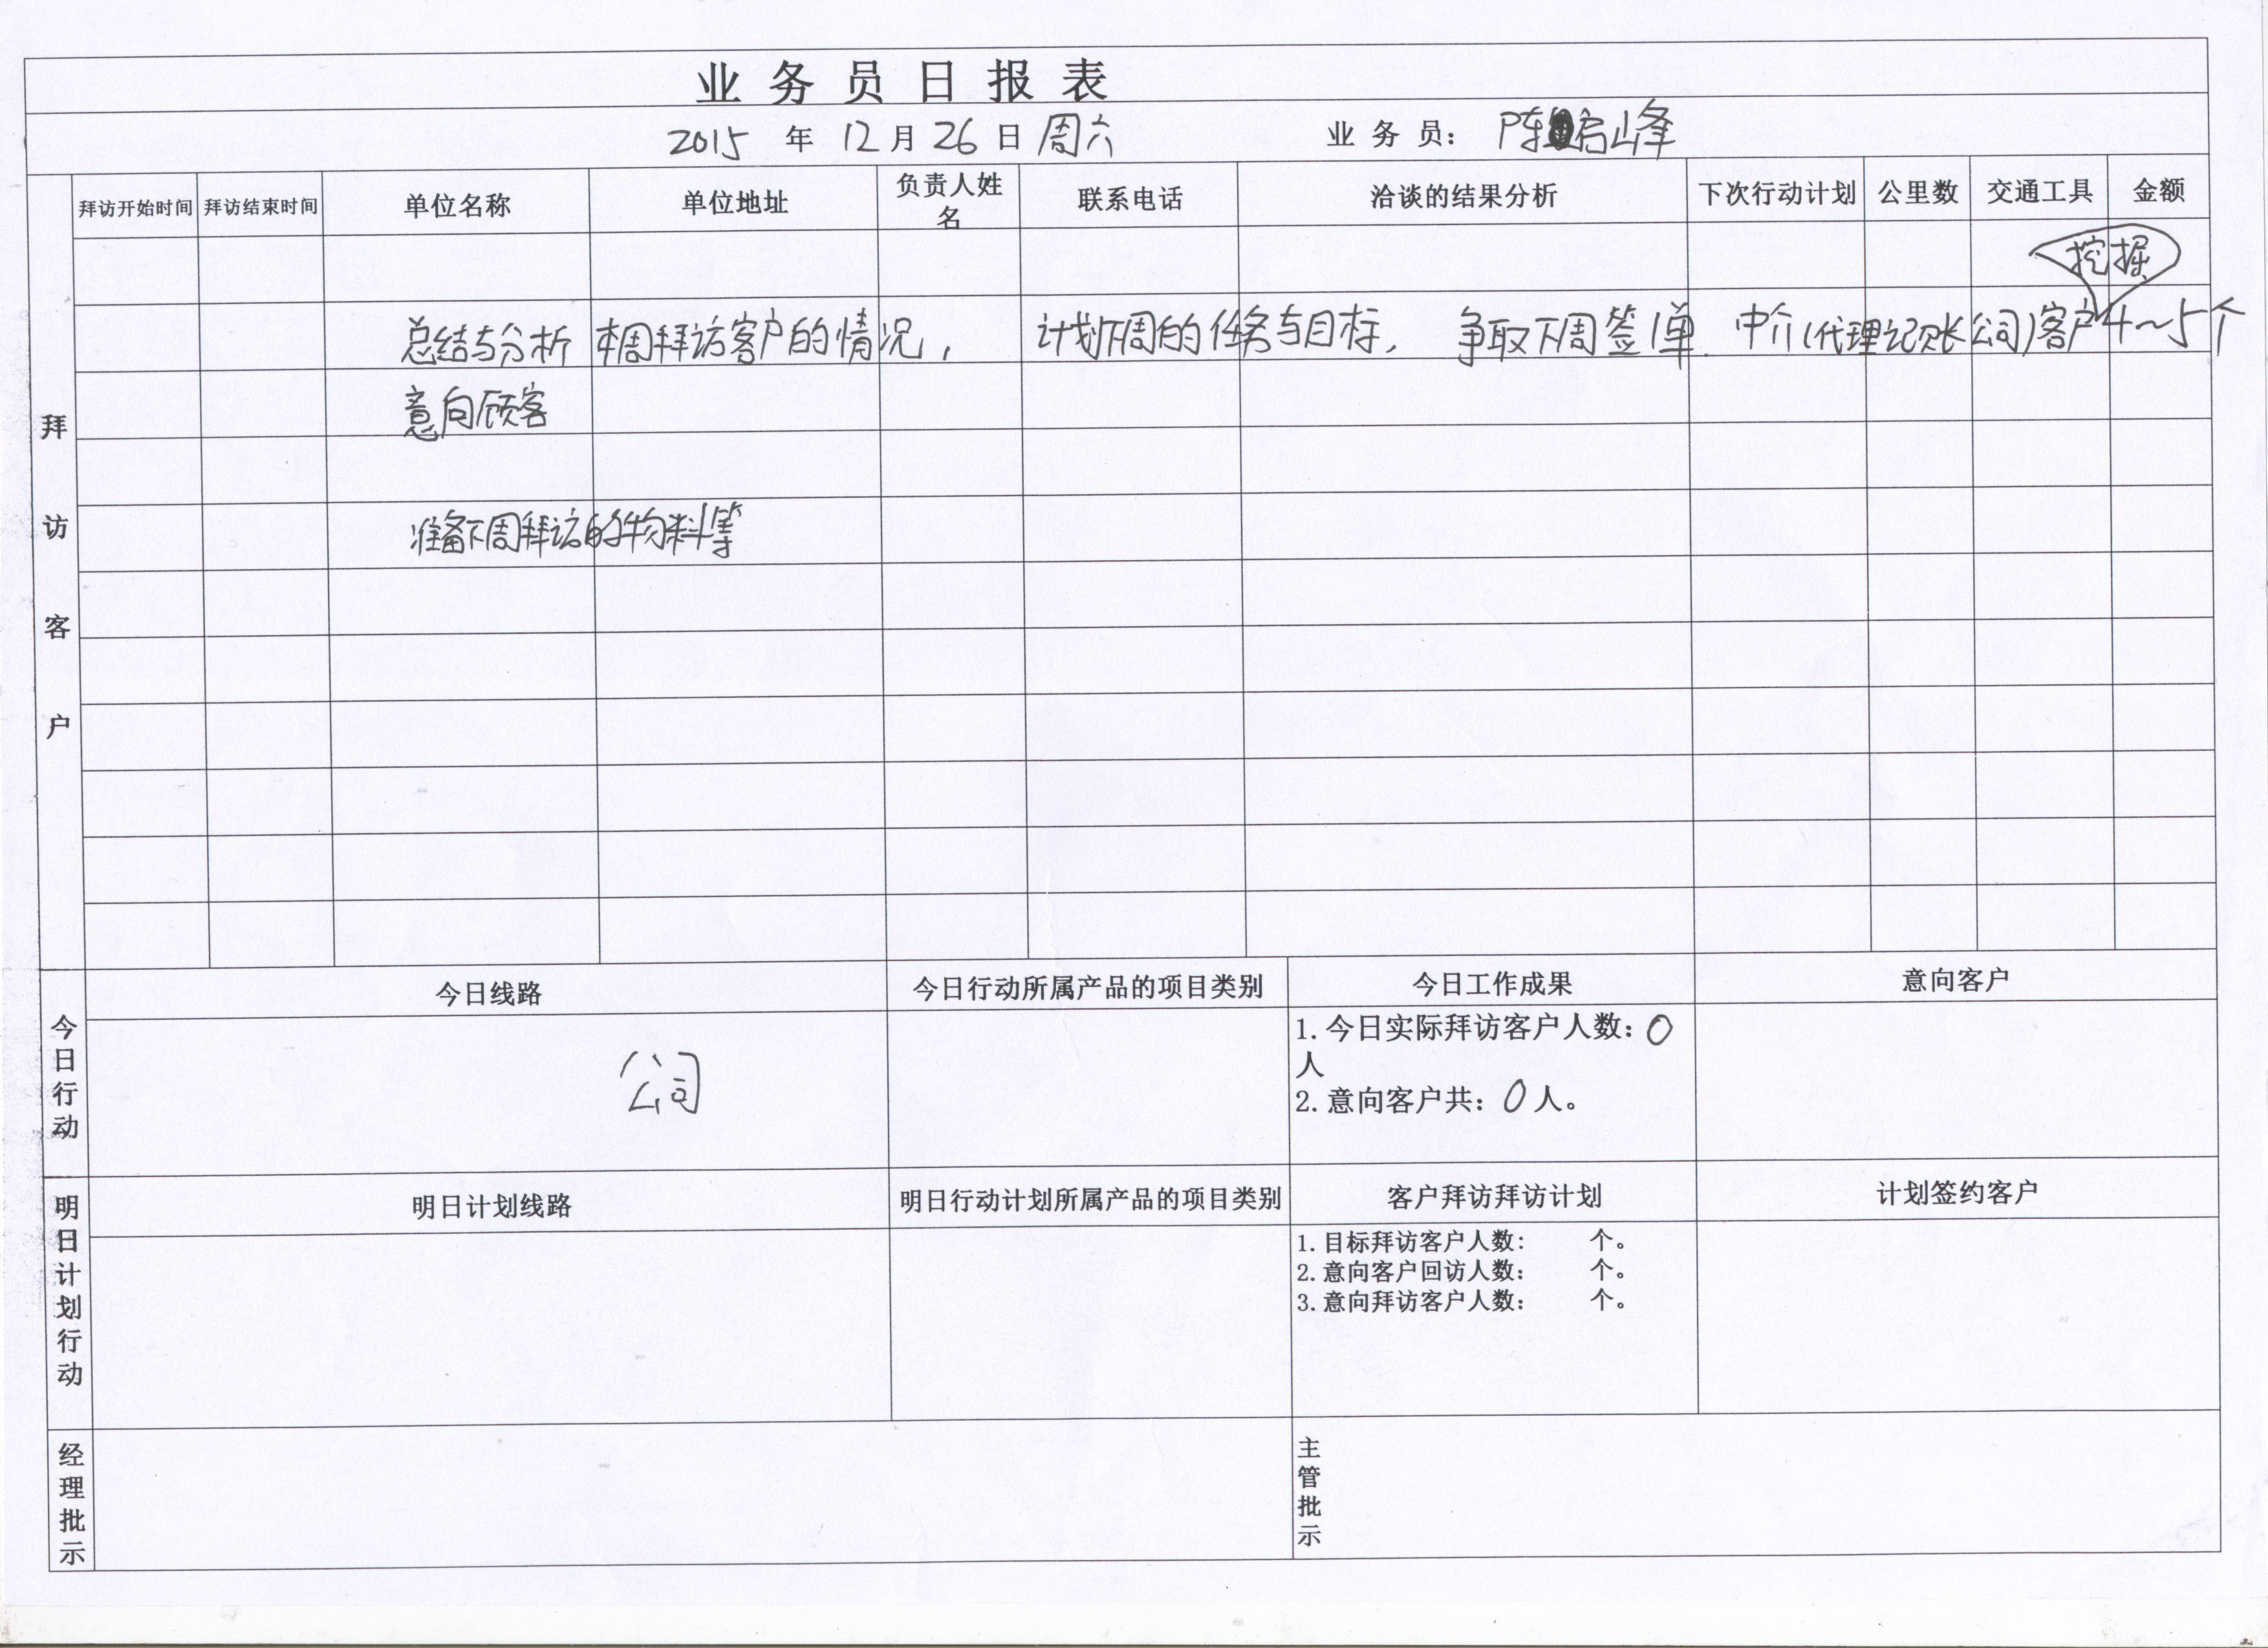 业务员日报表
2015 年 12 月 26 日 周六 业务员： 陈启峰
拜访客户
拜访开始时间 拜访结束时间 单位名称 单位地址 负责人姓名 联系电话 洽谈的结果分析 下次行动计划 公里数 交通工具 金额
挖掘
总结与分析 本周拜访客户的情况， 计划下周的任务与目标， 争取下周签1单. 中介(代理记账公司)客户4～5个
意向顾客
准备下周拜访的物料等
今日行动
今日线路 今日行动所属产品的项目类别 今日工作成果 意向客户
公司
1.今日实际拜访客户人数：0
人
2.意向客户共：0人。
明日计划行动
明日计划线路 明日行动计划所属产品的项目类别 客户拜访拜访计划 计划签约客户
1.目标拜访客户人数： 个。
2.意向客户回访人数： 个。
3.意向拜访客户人数： 个。
经理批示
主管批示